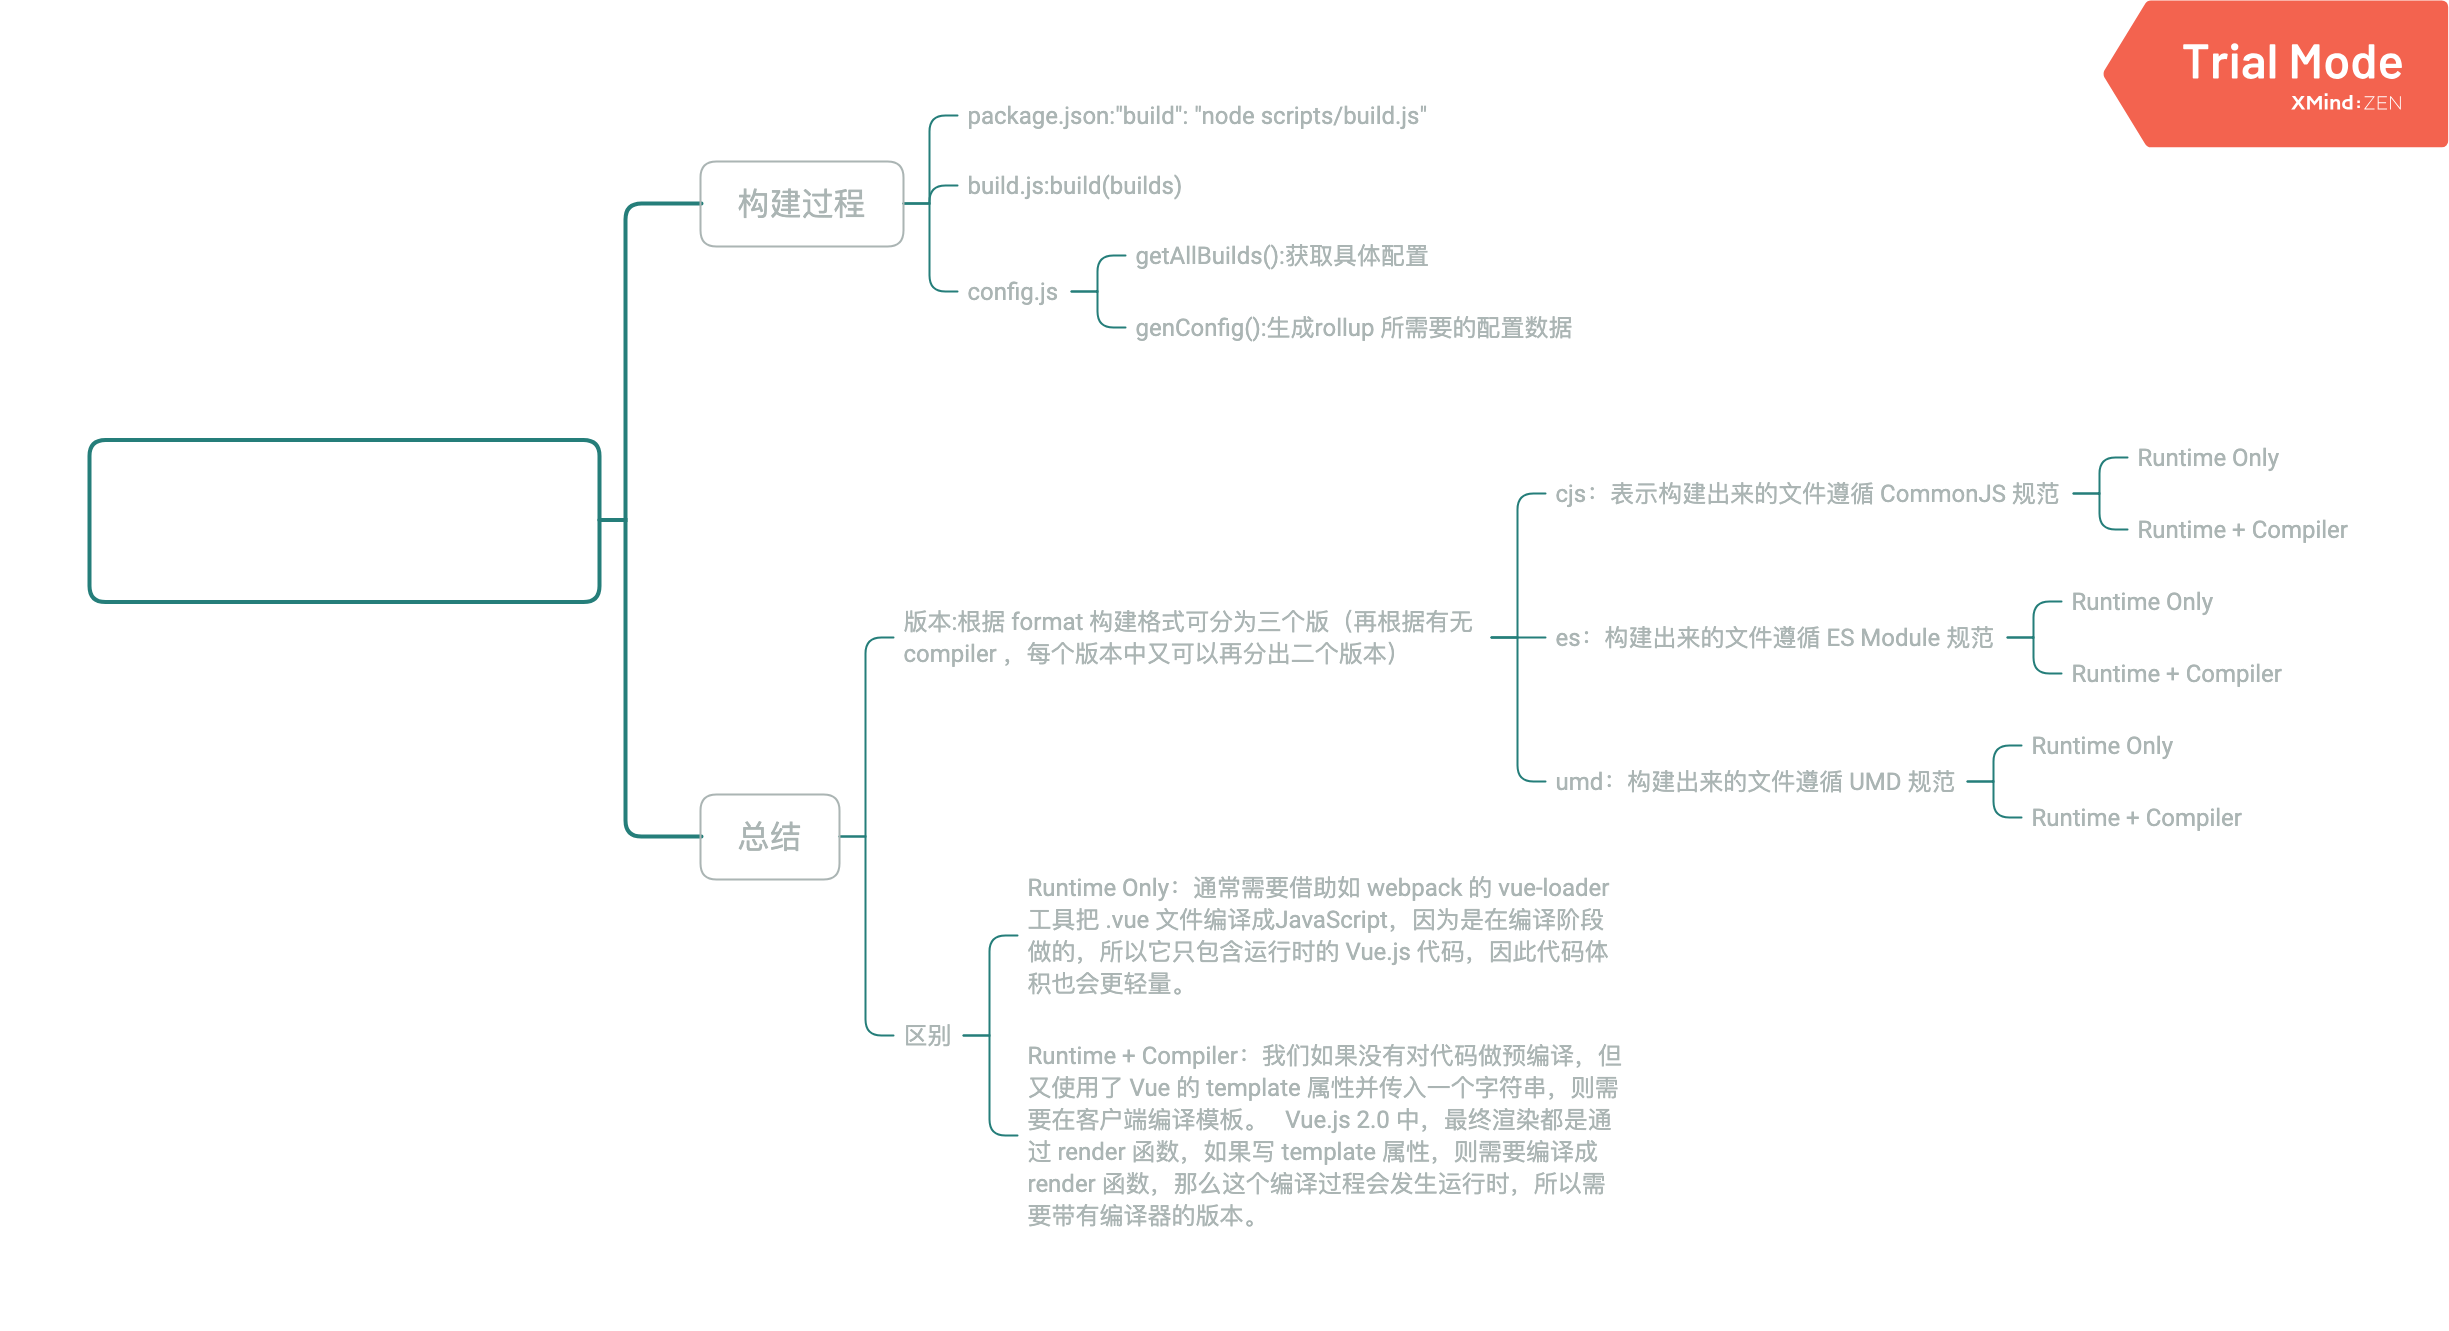 Trial Mode
XMind:ZEN
package.json:"build": "node scripts/build.js"
构建过程
build.js:build(builds)
config.js
getAllBuilds():获取具体配置
genConfig():生成rollup 所需要的配置数据
总结
版本:根据 format 构建格式可分为三个版（再根据有无
compiler ，每个版本中又可以再分出二个版本）
cjs：表示构建出来的文件遵循 CommonJS 规范
Runtime Only
Runtime + Compiler
es：构建出来的文件遵循 ES Module 规范
Runtime Only
Runtime + Compiler
umd：构建出来的文件遵循 UMD 规范
Runtime Only
Runtime + Compiler
区别
Runtime Only：通常需要借助如 webpack 的 vue-loader
工具把 .vue 文件编译成JavaScript，因为是在编译阶段
做的，所以它只包含运行时的 Vue.js 代码，因此代码体
积也会更轻量。
Runtime + Compiler：我们如果没有对代码做预编译，但
又使用了 Vue 的 template 属性并传入一个字符串，则需
要在客户端编译模板。 Vue.js 2.0 中，最终渲染都是通
过 render 函数，如果写 template 属性，则需要编译成
render 函数，那么这个编译过程会发生运行时，所以需
要带有编译器的版本。